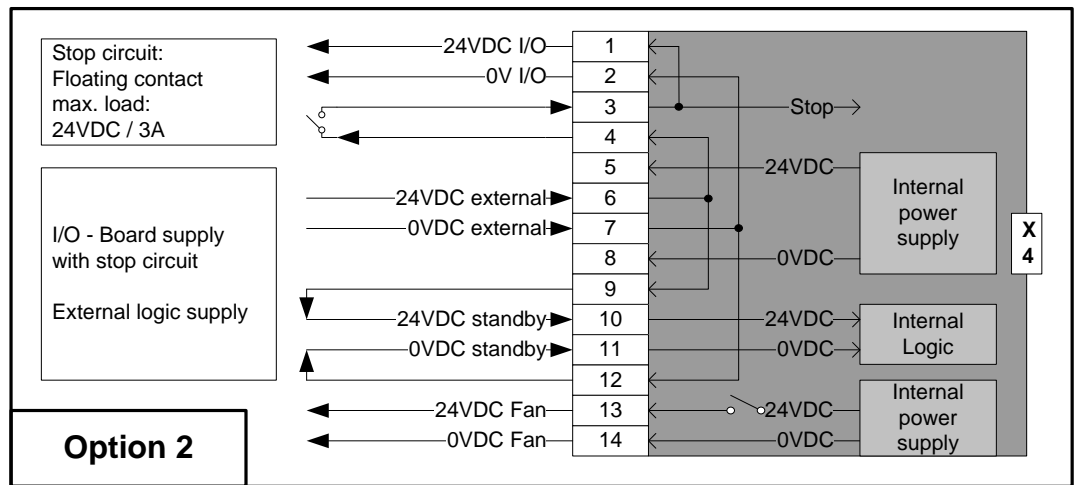 Stop circuit:
Floating contact
max. load:
24VDC / 3A
I/O - Board supply
with stop circuit
External logic supply
Option 2
24VDC I/O 1
0V I/O 2
3 Stop
4
5 24VDC
24VDC external 6
0VDC external 7
8 0VDC
9
24VDC standby 10 24VDC
0VDC standby 11 0VDC
12
24VDC Fan 13 24VDC
0VDC Fan 14 0VDC
Internal
power
supply
Internal
Logic
Internal
power
supply
X
4